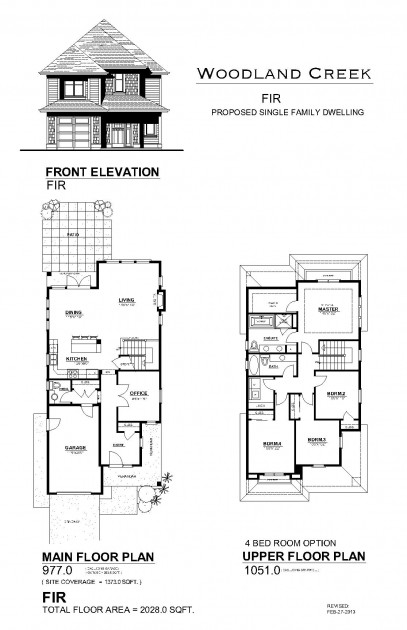 WOODLAND CREEK
FIR
PROPOSED SINGLE FAMILY DWELLING
FRONT ELEVATION
FIR
PATIO
LIVING
DINING
KITCHEN
OFFICE
GARAGE
MASTER
ENSUITE
BATH
BDRM.2
BDRM.3
BDRM.4
MAIN FLOOR PLAN
977.0
( SITE COVERAGE = 1373.0 SQFT. )
FIR
TOTAL FLOOR AREA = 2028.0 SQFT.
4 BED ROOM OPTION
UPPER FLOOR PLAN
1051.0
REVISED:
FEB-27-2013